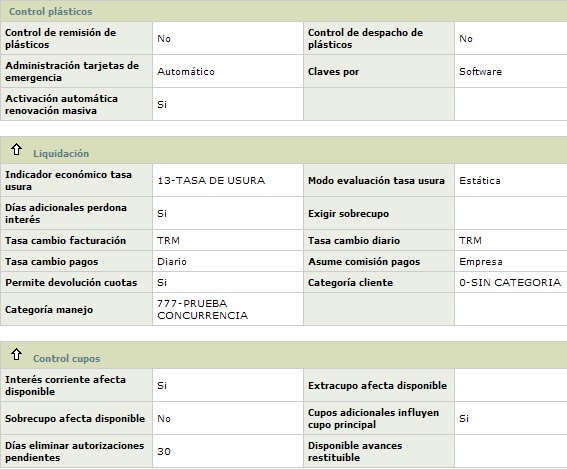 Control plásticos
Control de remisión de plásticos No Control de despacho de plásticos No
Administración tarjetas de emergencia Automático Claves por Software
Activación automática renovación masiva Si
Liquidación
Indicador económico tasa usura 13-TASA DE USURA Modo evaluación tasa usura Estática
Días adicionales perdona interés Si Exigir sobrecupo
Tasa cambio facturación TRM Tasa cambio diario TRM
Tasa cambio pagos Diario Asume comisión pagos Empresa
Permite devolución cuotas Si Categoría cliente 0-SIN CATEGORIA
Categoría manejo 777-PRUEBA CONCURRENCIA
Control cupos
Interés corriente afecta disponible Si Extracupo afecta disponible
Sobrecupo afecta disponible No Cupos adicionales influyen cupo principal Si
Días eliminar autorizaciones pendientes 30 Disponible avances restituible